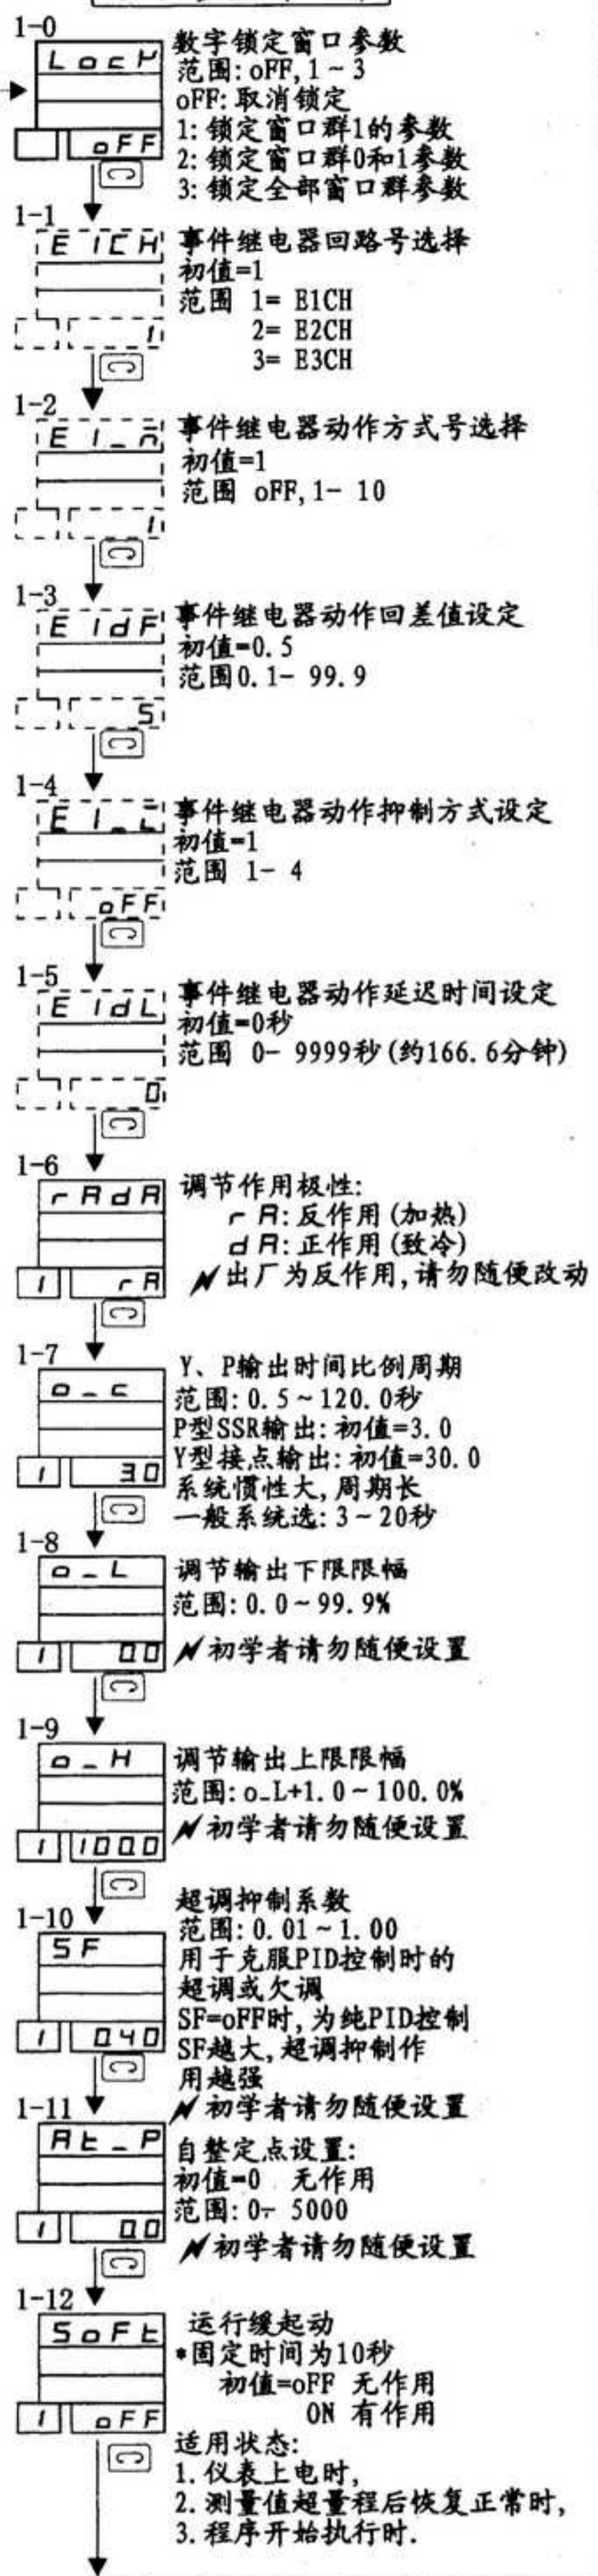 1-0
LocK
数字锁定窗口参数
范围:oFF,1~3
oFF:取消锁定
1:锁定窗口群1的参数
2:锁定窗口群0和1参数
3:锁定全部窗口群参数
oFF
1-1
E1CH
事件继电器回路号选择
初值=1
范围 1= E1CH
2= E2CH
3= E3CH
1
1-2
E1_n
事件继电器动作方式号选择
初值=1
范围 oFF,1- 10
1
1-3
E1dF
事件继电器动作回差值设定
初值=0.5
范围0.1- 99.9
5
1-4
E1_c
事件继电器动作抑制方式设定
初值=1
范围 1- 4
oFF
1-5
E1dL
事件继电器动作延迟时间设定
初值=0秒
范围 0- 9999秒(约166.6分钟)
0
1-6
rAdA
调节作用极性:
rA:反作用(加热)
dA:正作用(致冷)
出厂为反作用,请勿随便改动
1 rA
1-7
o_c
Y、P输出时间比例周期
范围:0.5~120.0秒
P型SSR输出:初值=3.0
Y型接点输出:初值=30.0
系统惯性大,周期长
一般系统选:3~20秒
1 3.0
1-8
o_L
调节输出下限限幅
范围:0.0~99.9%
初学者请勿随便设置
1 0.0
1-9
o_H
调节输出上限限幅
范围:o_L+1.0~100.0%
初学者请勿随便设置
1 100.0
1-10
SF
超调抑制系数
范围:0.01~1.00
用于克服PID控制时的
超调或欠调
SF=oFF时,为纯PID控制
SF越大,超调抑制作
用越强
初学者请勿随便设置
1 0.40
1-11
At_P
自整定点设置:
初值=0 无作用
范围:0- 5000
初学者请勿随便设置
1 0.0
1-12
SoFt
运行缓起动
*固定时间为10秒
初值=oFF 无作用
ON 有作用
1 oFF
适用状态:
1.仪表上电时,
2.测量值超量程后恢复正常时,
3.程序开始执行时.